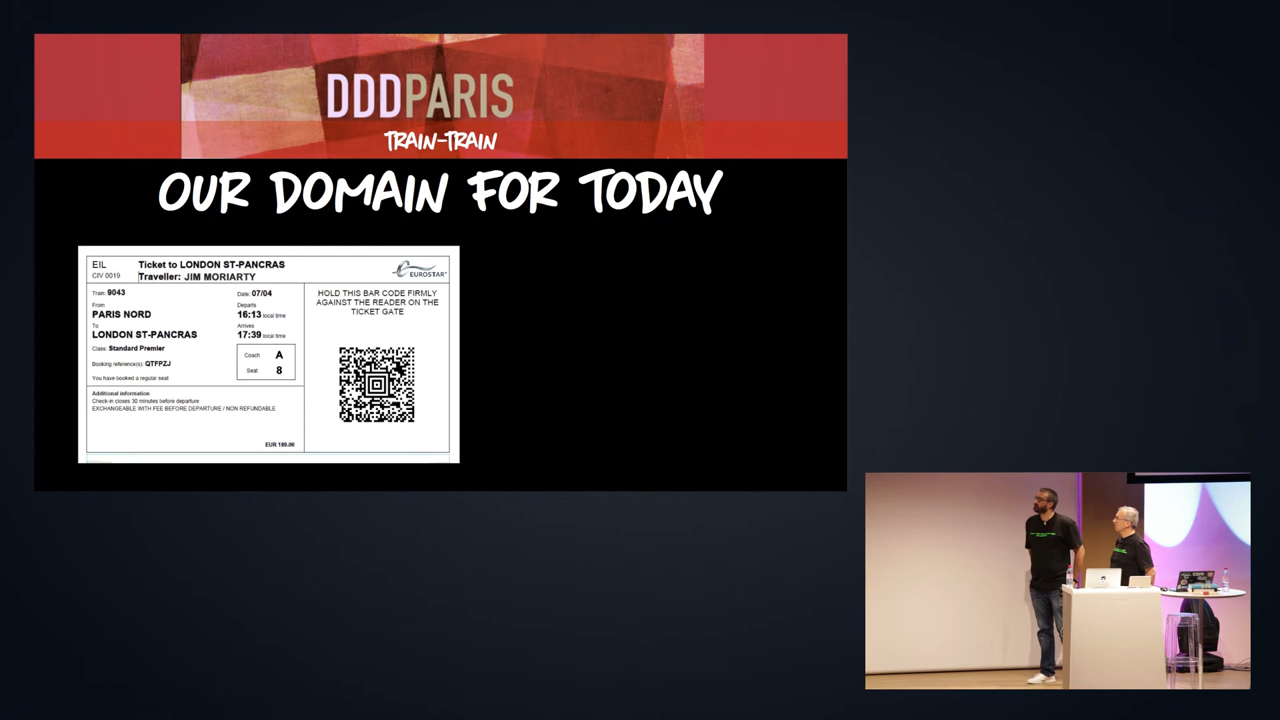 DDDPARIS
TRAIN-TRAIN
OUR DOMAIN FOR TODAY
EIL
CIV 0019
Ticket to LONDON ST-PANCRAS
Traveller: JIM MORIARTY
EUROSTAR
Train: 9043
Date: 07/04
From
PARIS NORD
Departs
16:13 local time
To
LONDON ST-PANCRAS
Arrives
17:39 local time
Class: Standard Premier
Booking reference(s): QTFPZJ
You have booked a regular seat
Coach A
Seat 8
Additional information
Check-in closes 30 minutes before departure
EXCHANGEABLE WITH FEE BEFORE DEPARTURE / NON REFUNDABLE
EUR 189.00
HOLD THIS BAR CODE FIRMLY
AGAINST THE READER ON THE
TICKET GATE